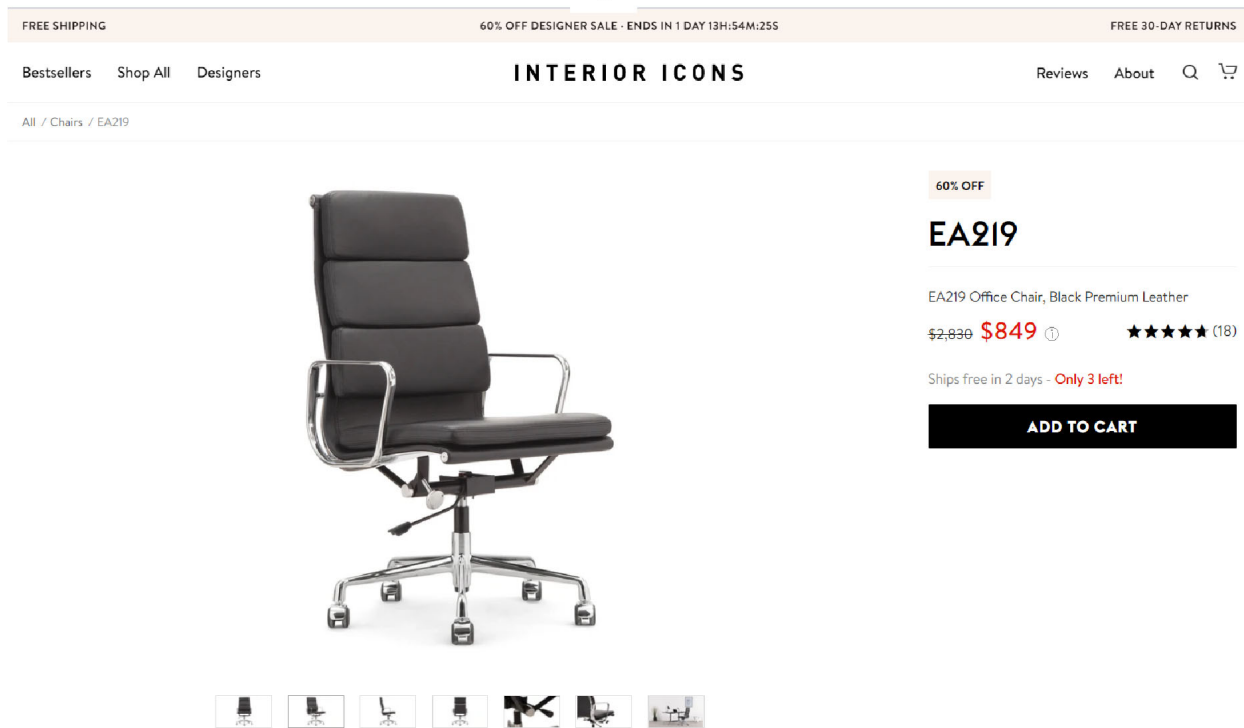 FREE SHIPPING
60% OFF DESIGNER SALE - ENDS IN 1 DAY 13H:54M:25S
FREE 30-DAY RETURNS
Bestsellers Shop All Designers
INTERIOR ICONS
Reviews About
All / Chairs / EA219
60% OFF
EA219
EA219 Office Chair, Black Premium Leather
$2,830 $849 (18)
Ships free in 2 days - Only 3 left!
ADD TO CART